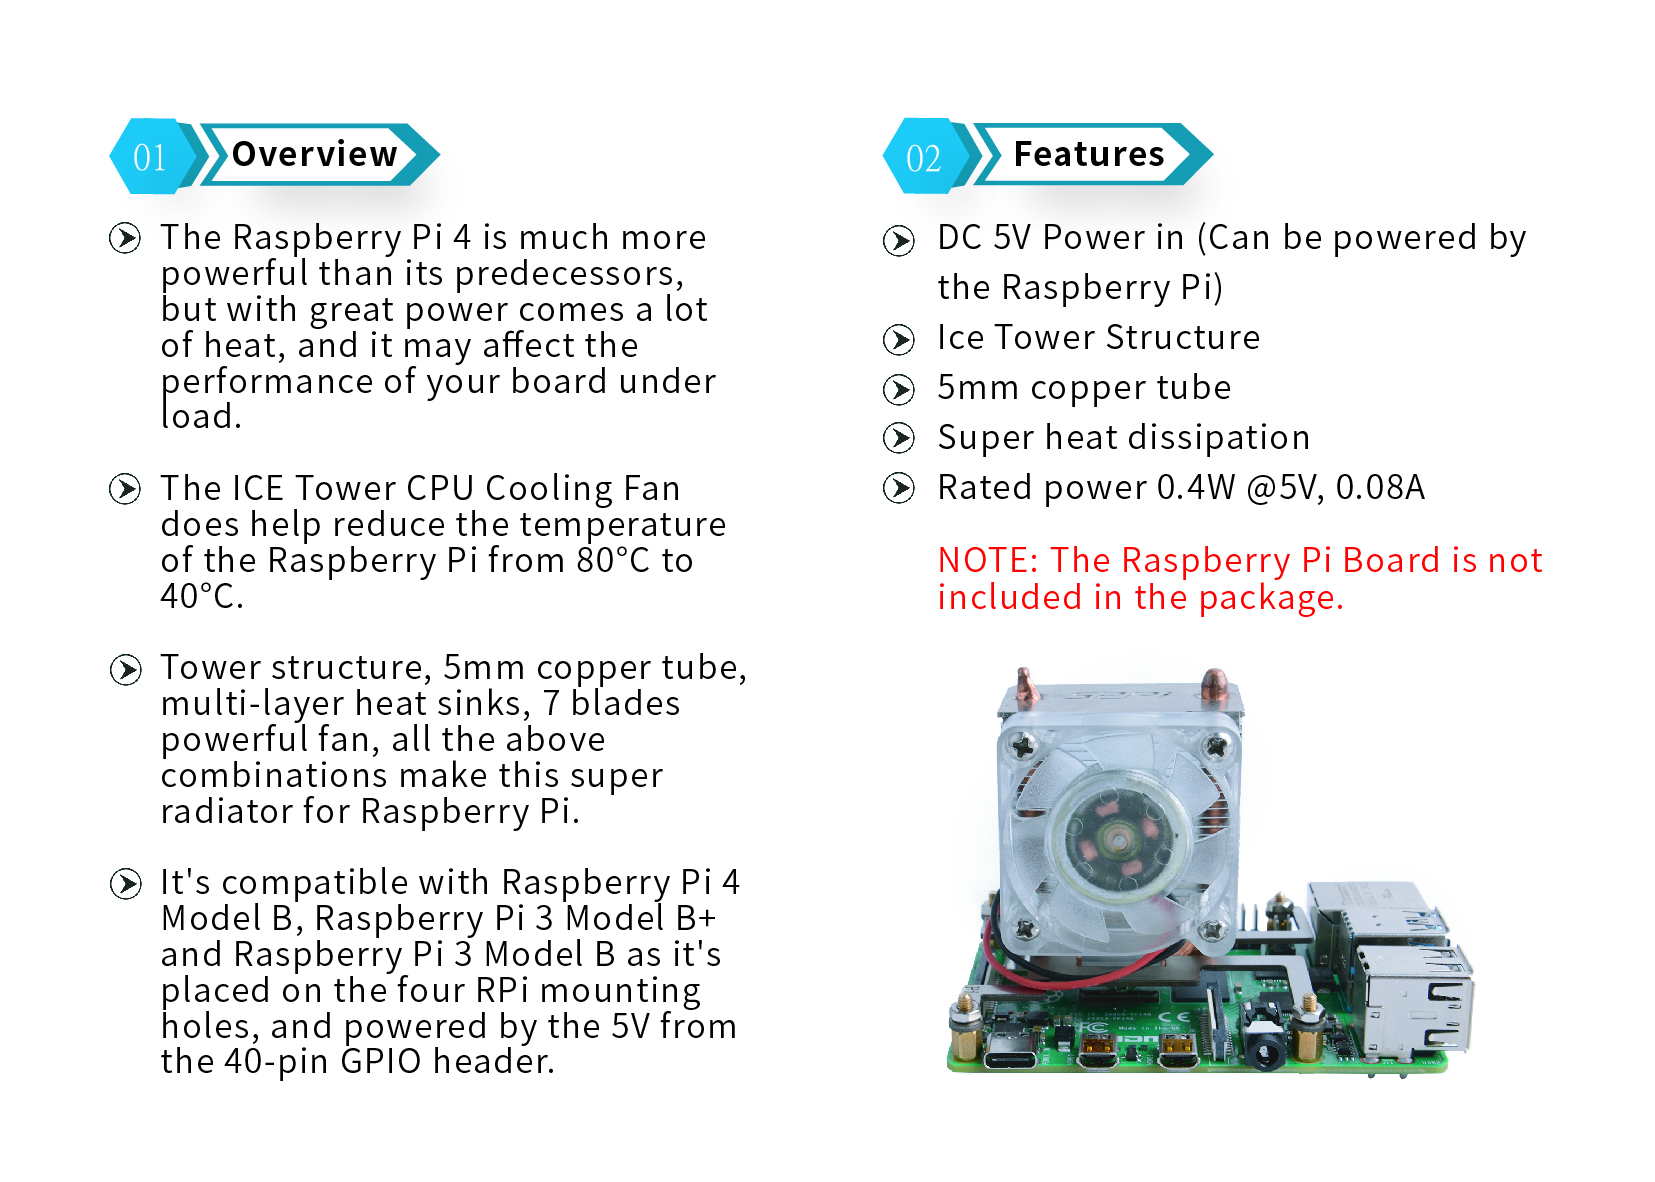 01 Overview
The Raspberry Pi 4 is much more
powerful than its predecessors,
but with great power comes a lot
of heat, and it may affect the
performance of your board under
load.
The ICE Tower CPU Cooling Fan
does help reduce the temperature
of the Raspberry Pi from 80°C to
40°C.
Tower structure, 5mm copper tube,
multi-layer heat sinks, 7 blades
powerful fan, all the above
combinations make this super
radiator for Raspberry Pi.
It's compatible with Raspberry Pi 4
Model B, Raspberry Pi 3 Model B+
and Raspberry Pi 3 Model B as it's
placed on the four RPi mounting
holes, and powered by the 5V from
the 40-pin GPIO header.
02 Features
DC 5V Power in (Can be powered by
the Raspberry Pi)
Ice Tower Structure
5mm copper tube
Super heat dissipation
Rated power 0.4W @5V, 0.08A
NOTE: The Raspberry Pi Board is not
included in the package.
FC CE
Made in the UK
HDMI